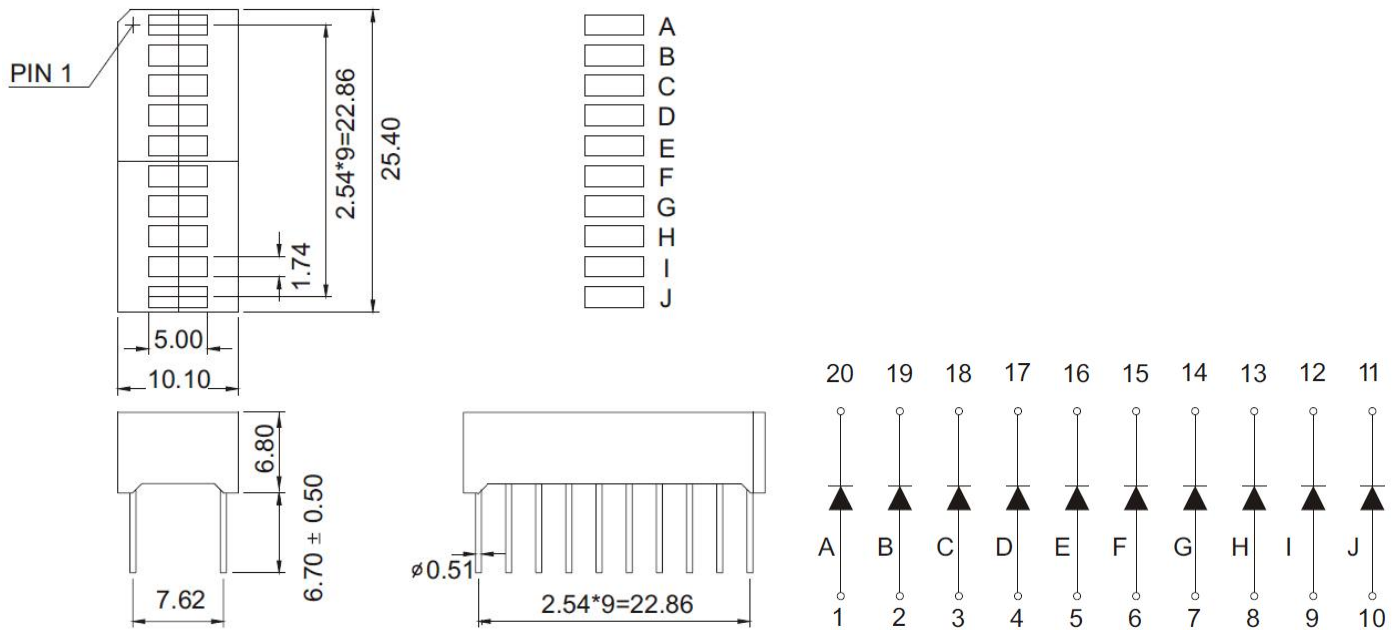 PIN 1
2.54*9=22.86
25.40
1.74
5.00
10.10
A
B
C
D
E
F
G
H
I
J
6.80
6.70 ± 0.50
7.62
ø0.51
2.54*9=22.86
20 19 18 17 16 15 14 13 12 11
A B C D E F G H I J
1 2 3 4 5 6 7 8 9 10